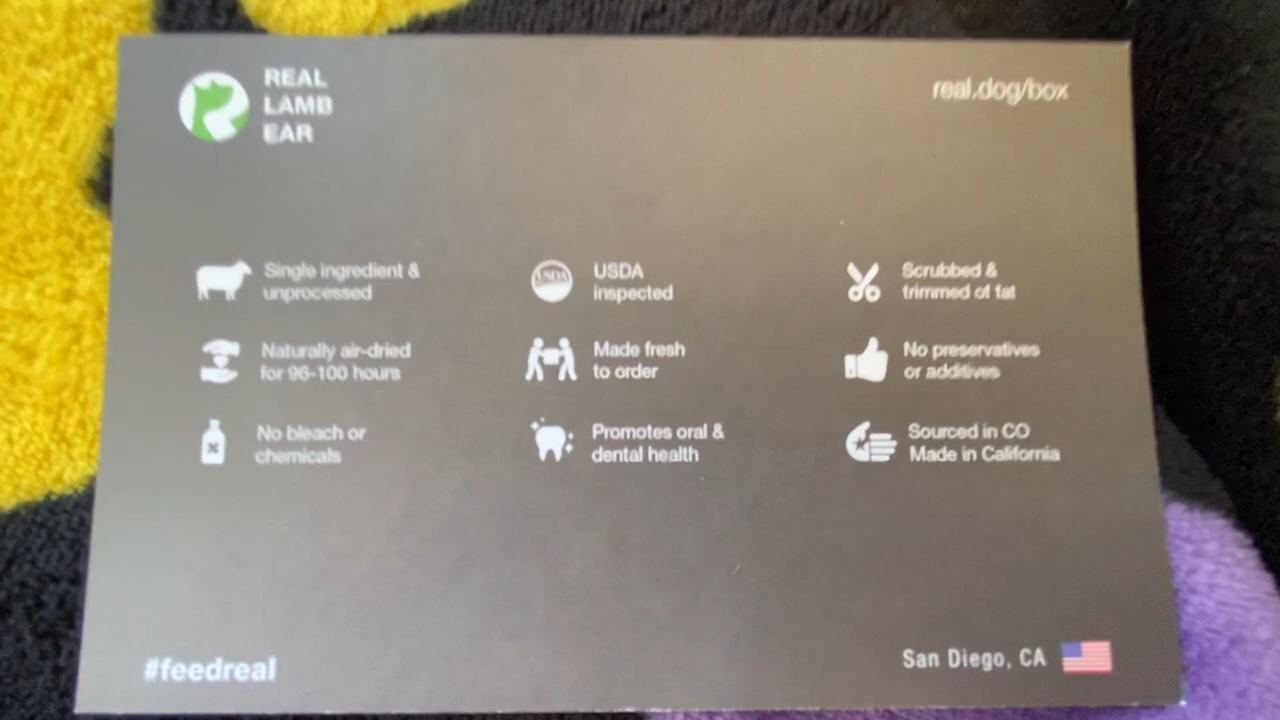 REAL
LAMB
EAR
real.dog/box
Single ingredient &
unprocessed
USDA
USDA
inspected
Scrubbed &
trimmed of fat
Naturally air-dried
for 96-100 hours
Made fresh
to order
No preservatives
or additives
No bleach or
chemicals
Promotes oral &
dental health
Sourced in CO
Made in California
#feedreal
San Diego, CA